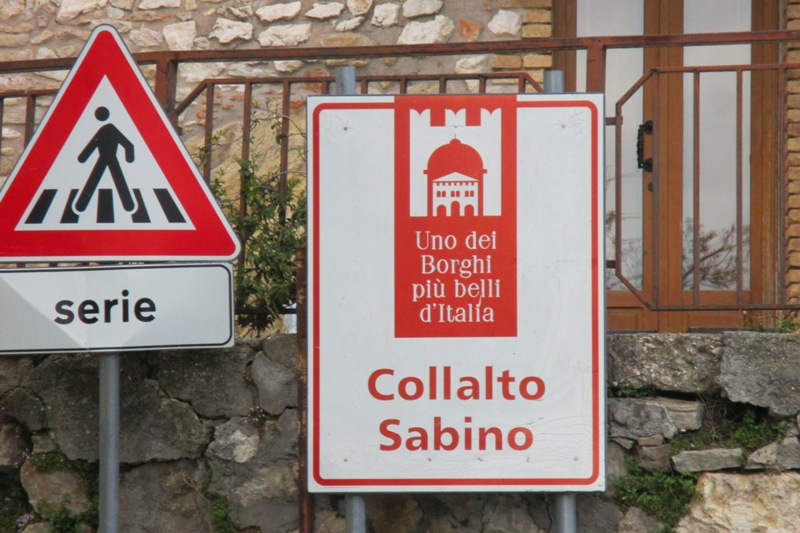 serie
Uno dei
Borghi
più belli
d'Italia
Collalto
Sabino